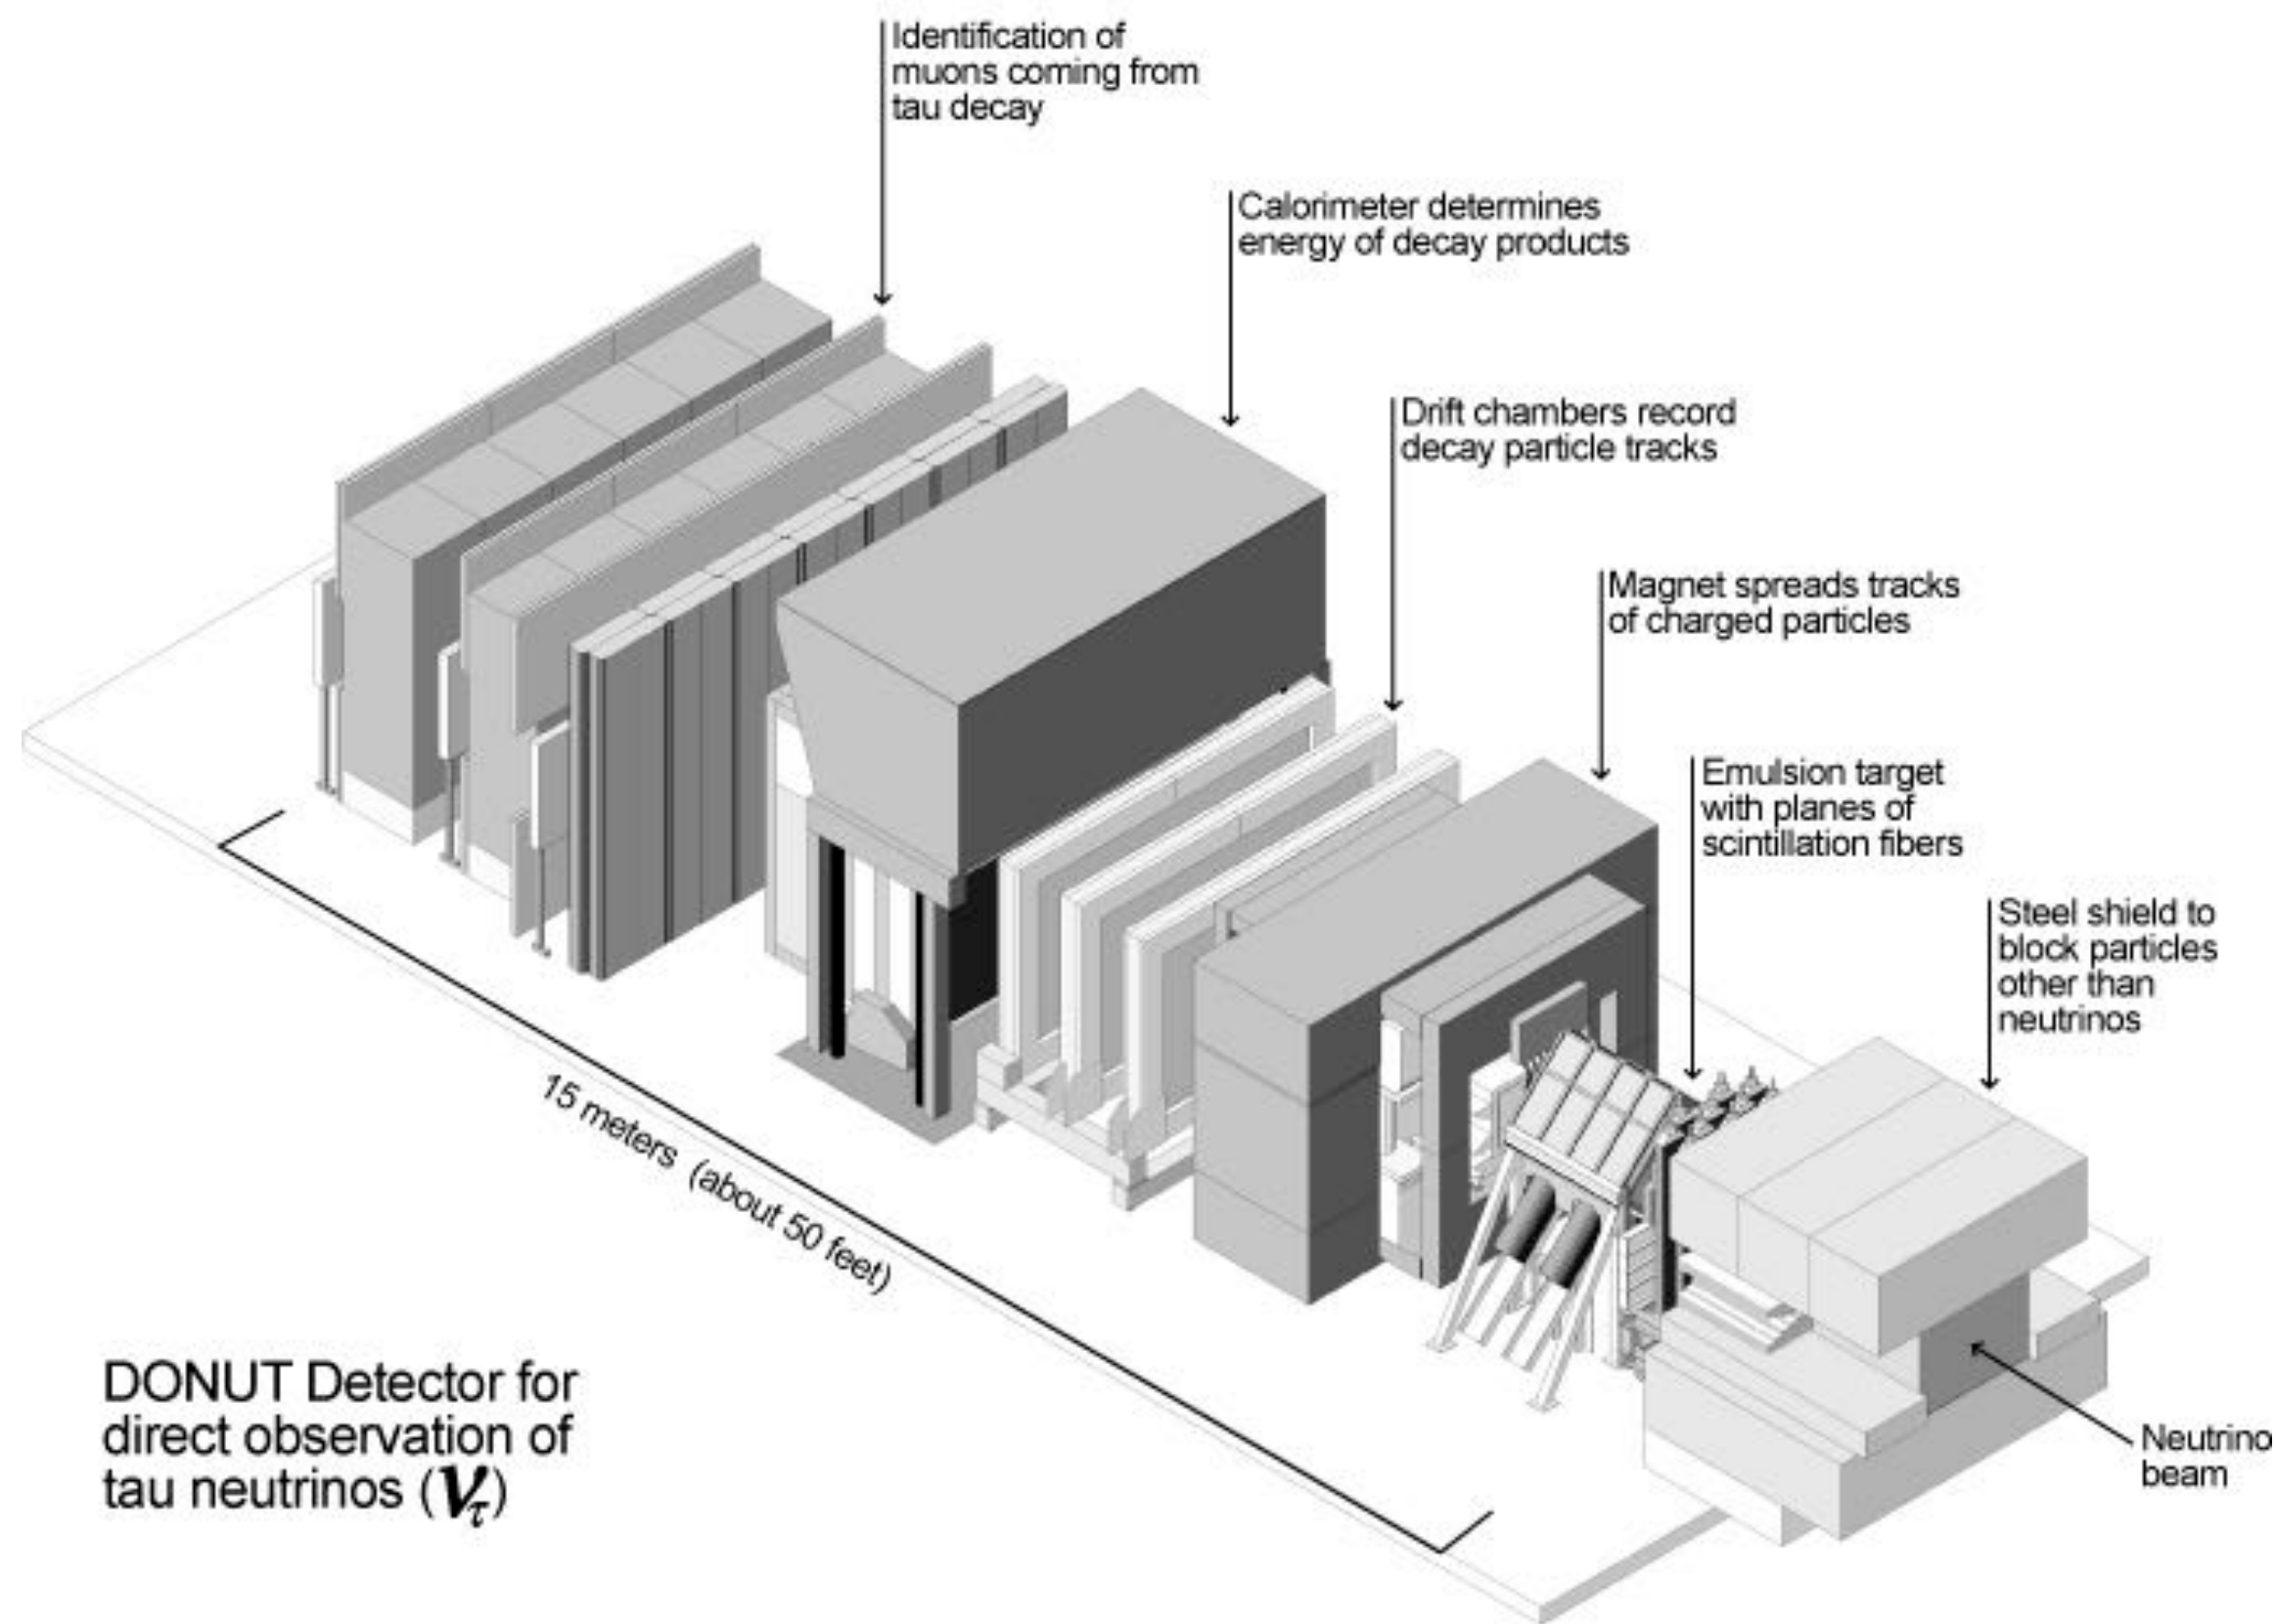 Identification of
muons coming from
tau decay
Calorimeter determines
energy of decay products
Drift chambers record
decay particle tracks
Magnet spreads tracks
of charged particles
Emulsion target
with planes of
scintillation fibers
Steel shield to
block particles
other than
neutrinos
15 meters (about 50 feet)
Neutrino
beam
DONUT Detector for
direct observation of
tau neutrinos (ντ)